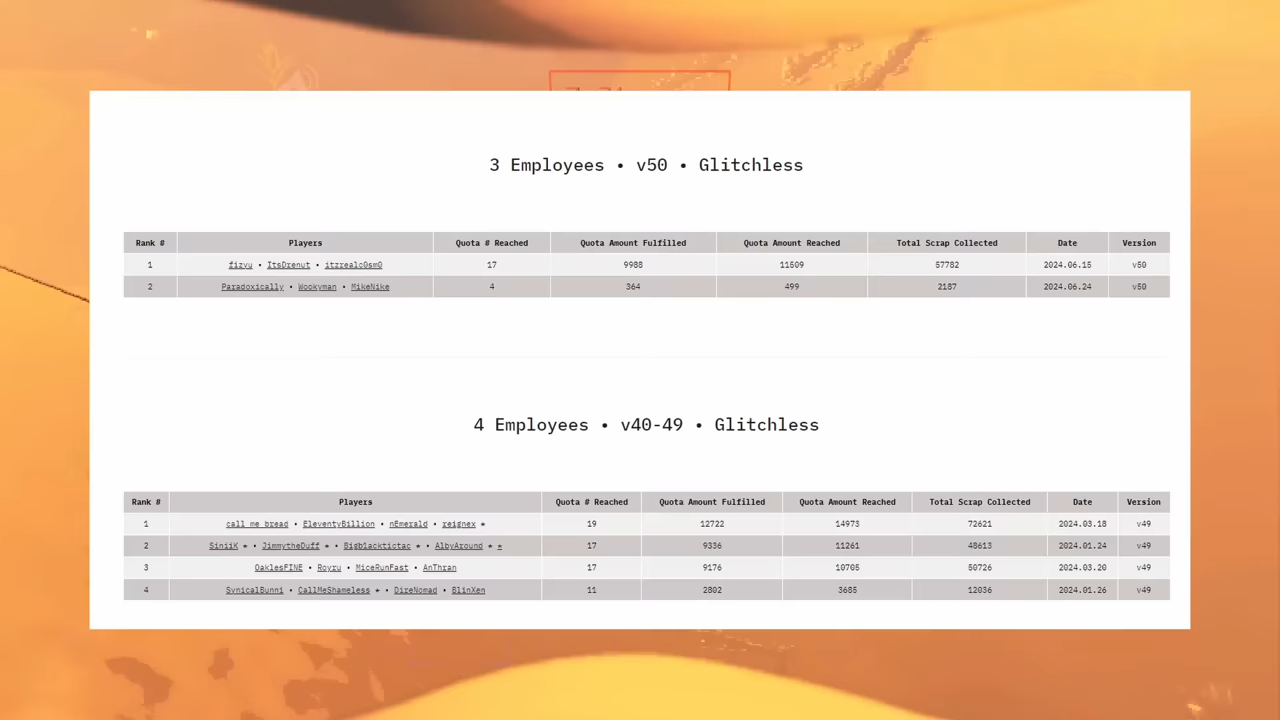 3 Employees • v50 • Glitchless
Rank # Players Quota # Reached Quota Amount Fulfilled Quota Amount Reached Total Scrap Collected Date Version
1 fizyu • ItsDrenut • itzrealc0sm0 17 9988 11509 57782 2024.06.15 v50
2 Paradoxically • Wookyman • MikeNike 4 364 499 2187 2024.06.24 v50
4 Employees • v40-49 • Glitchless
Rank # Players Quota # Reached Quota Amount Fulfilled Quota Amount Reached Total Scrap Collected Date Version
1 call me bread • EleventyBillion • nEmerald • reignex ★ 19 12722 14973 72621 2024.03.18 v49
2 SiniiK ★ • JimmytheDuff ★ • Bigb1acktictac ★ • AlbyAround ★ ★ 17 9336 11261 48613 2024.01.24 v49
3 OaklesFINE • Royru • MiceRunFast • AnThran 17 9176 10705 50726 2024.03.20 v49
4 SynicalBunni • CallMeShameless ★ • DireNomad • BlinXen 11 2802 3685 12036 2024.01.26 v49